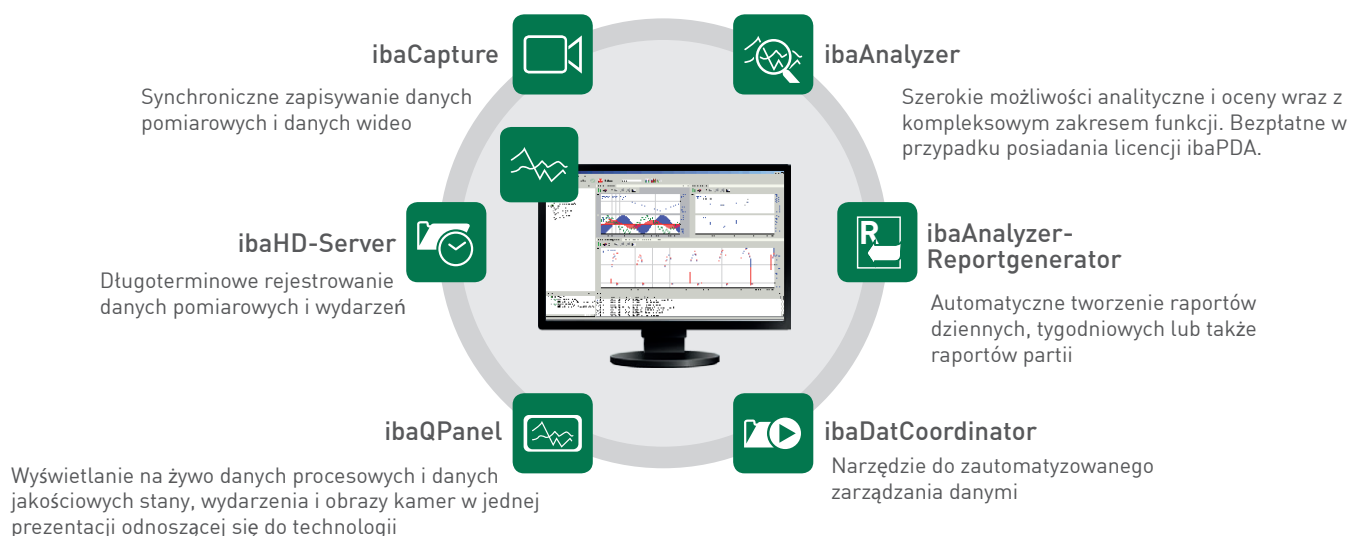 ibaCapture
Synchroniczne zapisywanie danych
pomiarowych i danych wideo
ibaAnalyzer
Szerokie możliwości analityczne i oceny wraz z
kompleksowym zakresem funkcji. Bezpłatne w
przypadku posiadania licencji ibaPDA.
ibaHD-Server
Długoterminowe rejestrowanie
danych pomiarowych i wydarzeń
R
ibaAnalyzer-
Reportgenerator
Automatyczne tworzenie raportów
dziennych, tygodniowych lub także
raportów partii
ibaQPanel
Wyświetlanie na żywo danych procesowych i danych
jakościowych stany, wydarzenia i obrazy kamer w jednej
prezentacji odnoszącej się do technologii
ibaDatCoordinator
Narzędzie do zautomatyzowanego
zarządzania danymi